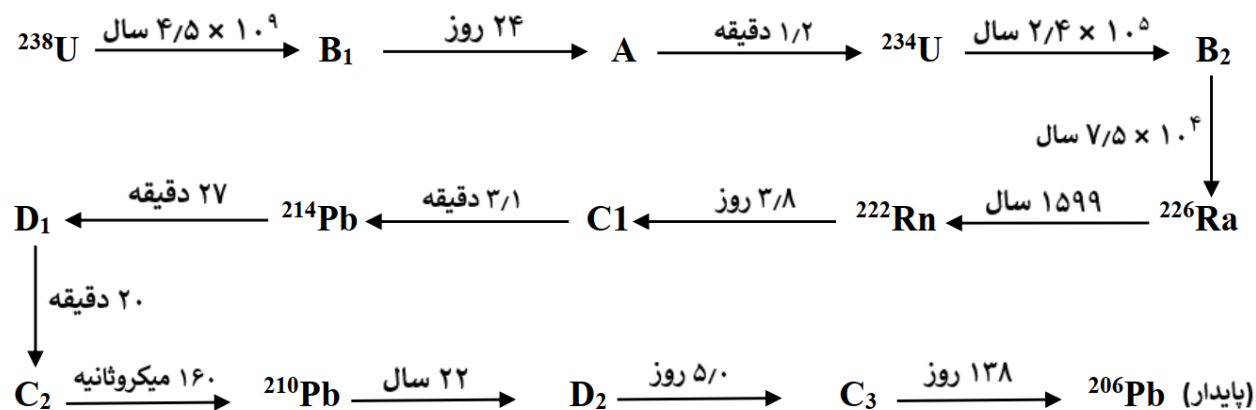 ²³⁸U ۴٫۵ × ۱۰⁹ سال B₁ ۲۴ روز A ۱٫۲ دقیقه ²³⁴U ۲٫۴ × ۱۰⁵ سال B₂
۷٫۵ × ۱۰⁴ سال
D₁ ۲۷ دقیقه ²¹⁴Pb ۳٫۱ دقیقه C1 ۳٫۸ روز ²²²Rn ۱۵۹۹ سال ²²⁶Ra
۲۰ دقیقه
C₂ ۱۶۰ میکروثانیه ²¹⁰Pb ۲۲ سال D₂ ۵٫۰ روز C₃ ۱۳۸ روز ²⁰⁶Pb (پایدار)